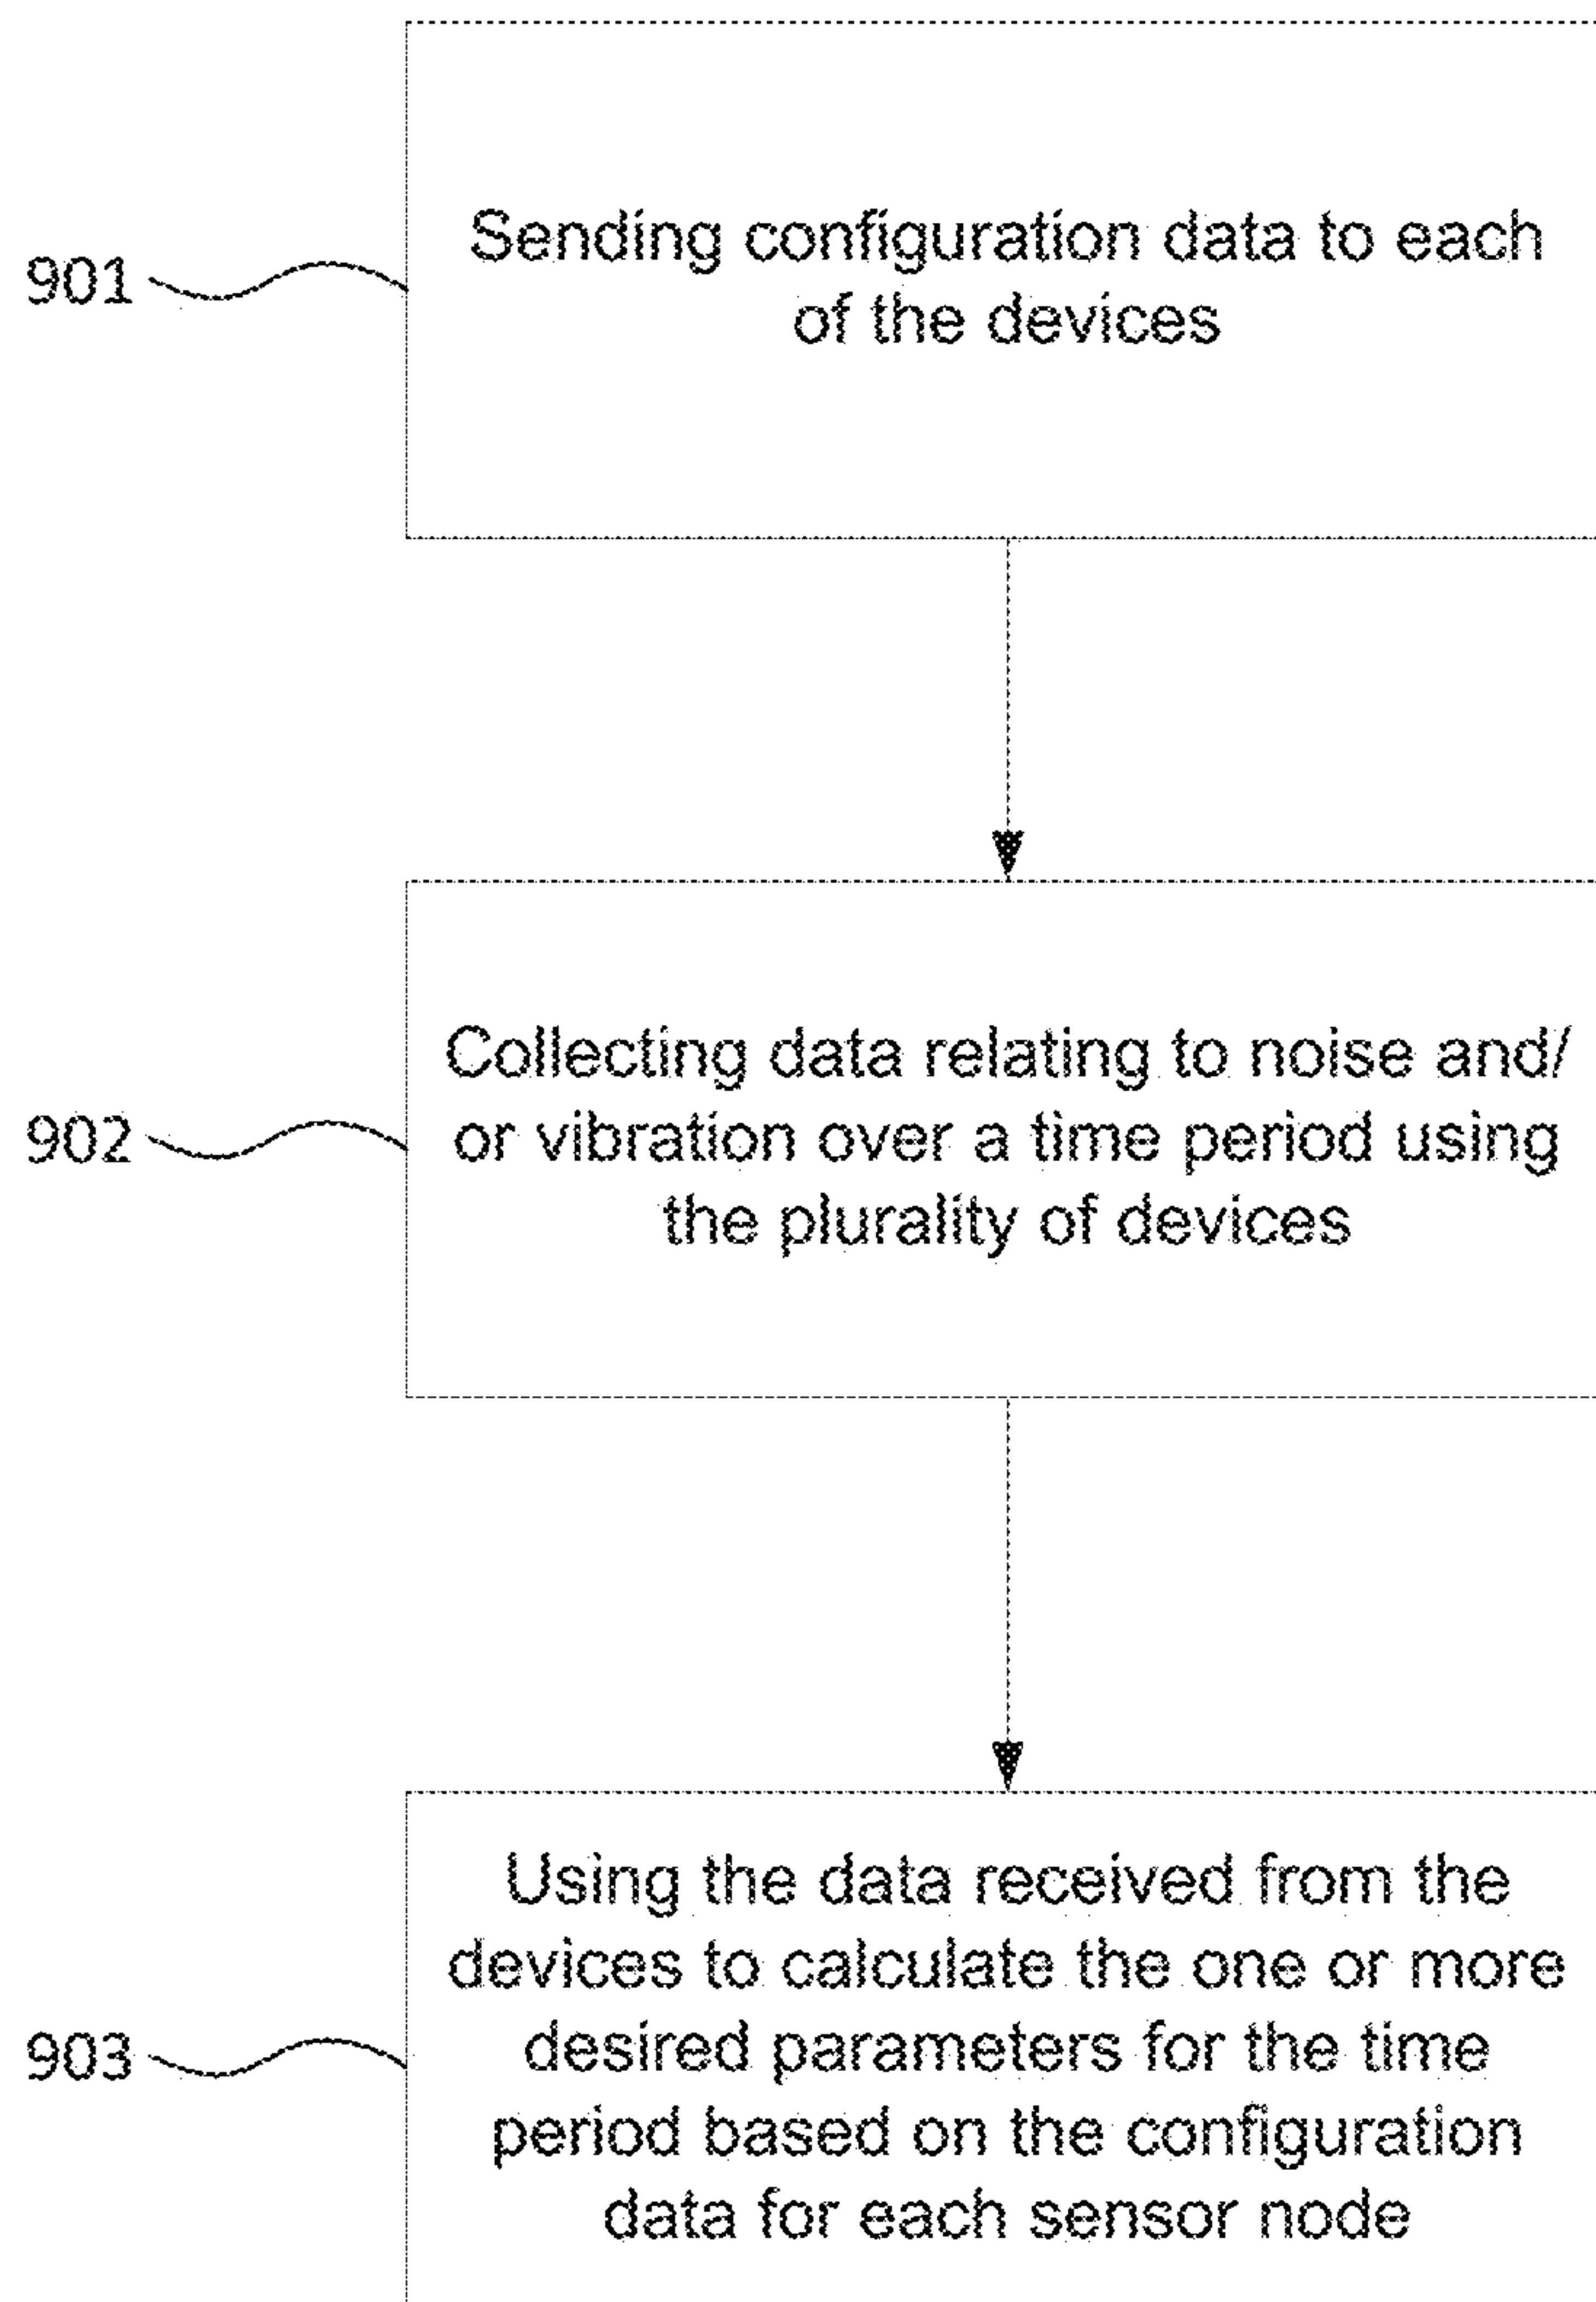 901
Sending configuration data to each
of the devices
902
Collecting data relating to noise and/
or vibration over a time period using
the plurality of devices
903
Using the data received from the
devices to calculate the one or more
desired parameters for the time
period based on the configuration
data for each sensor node